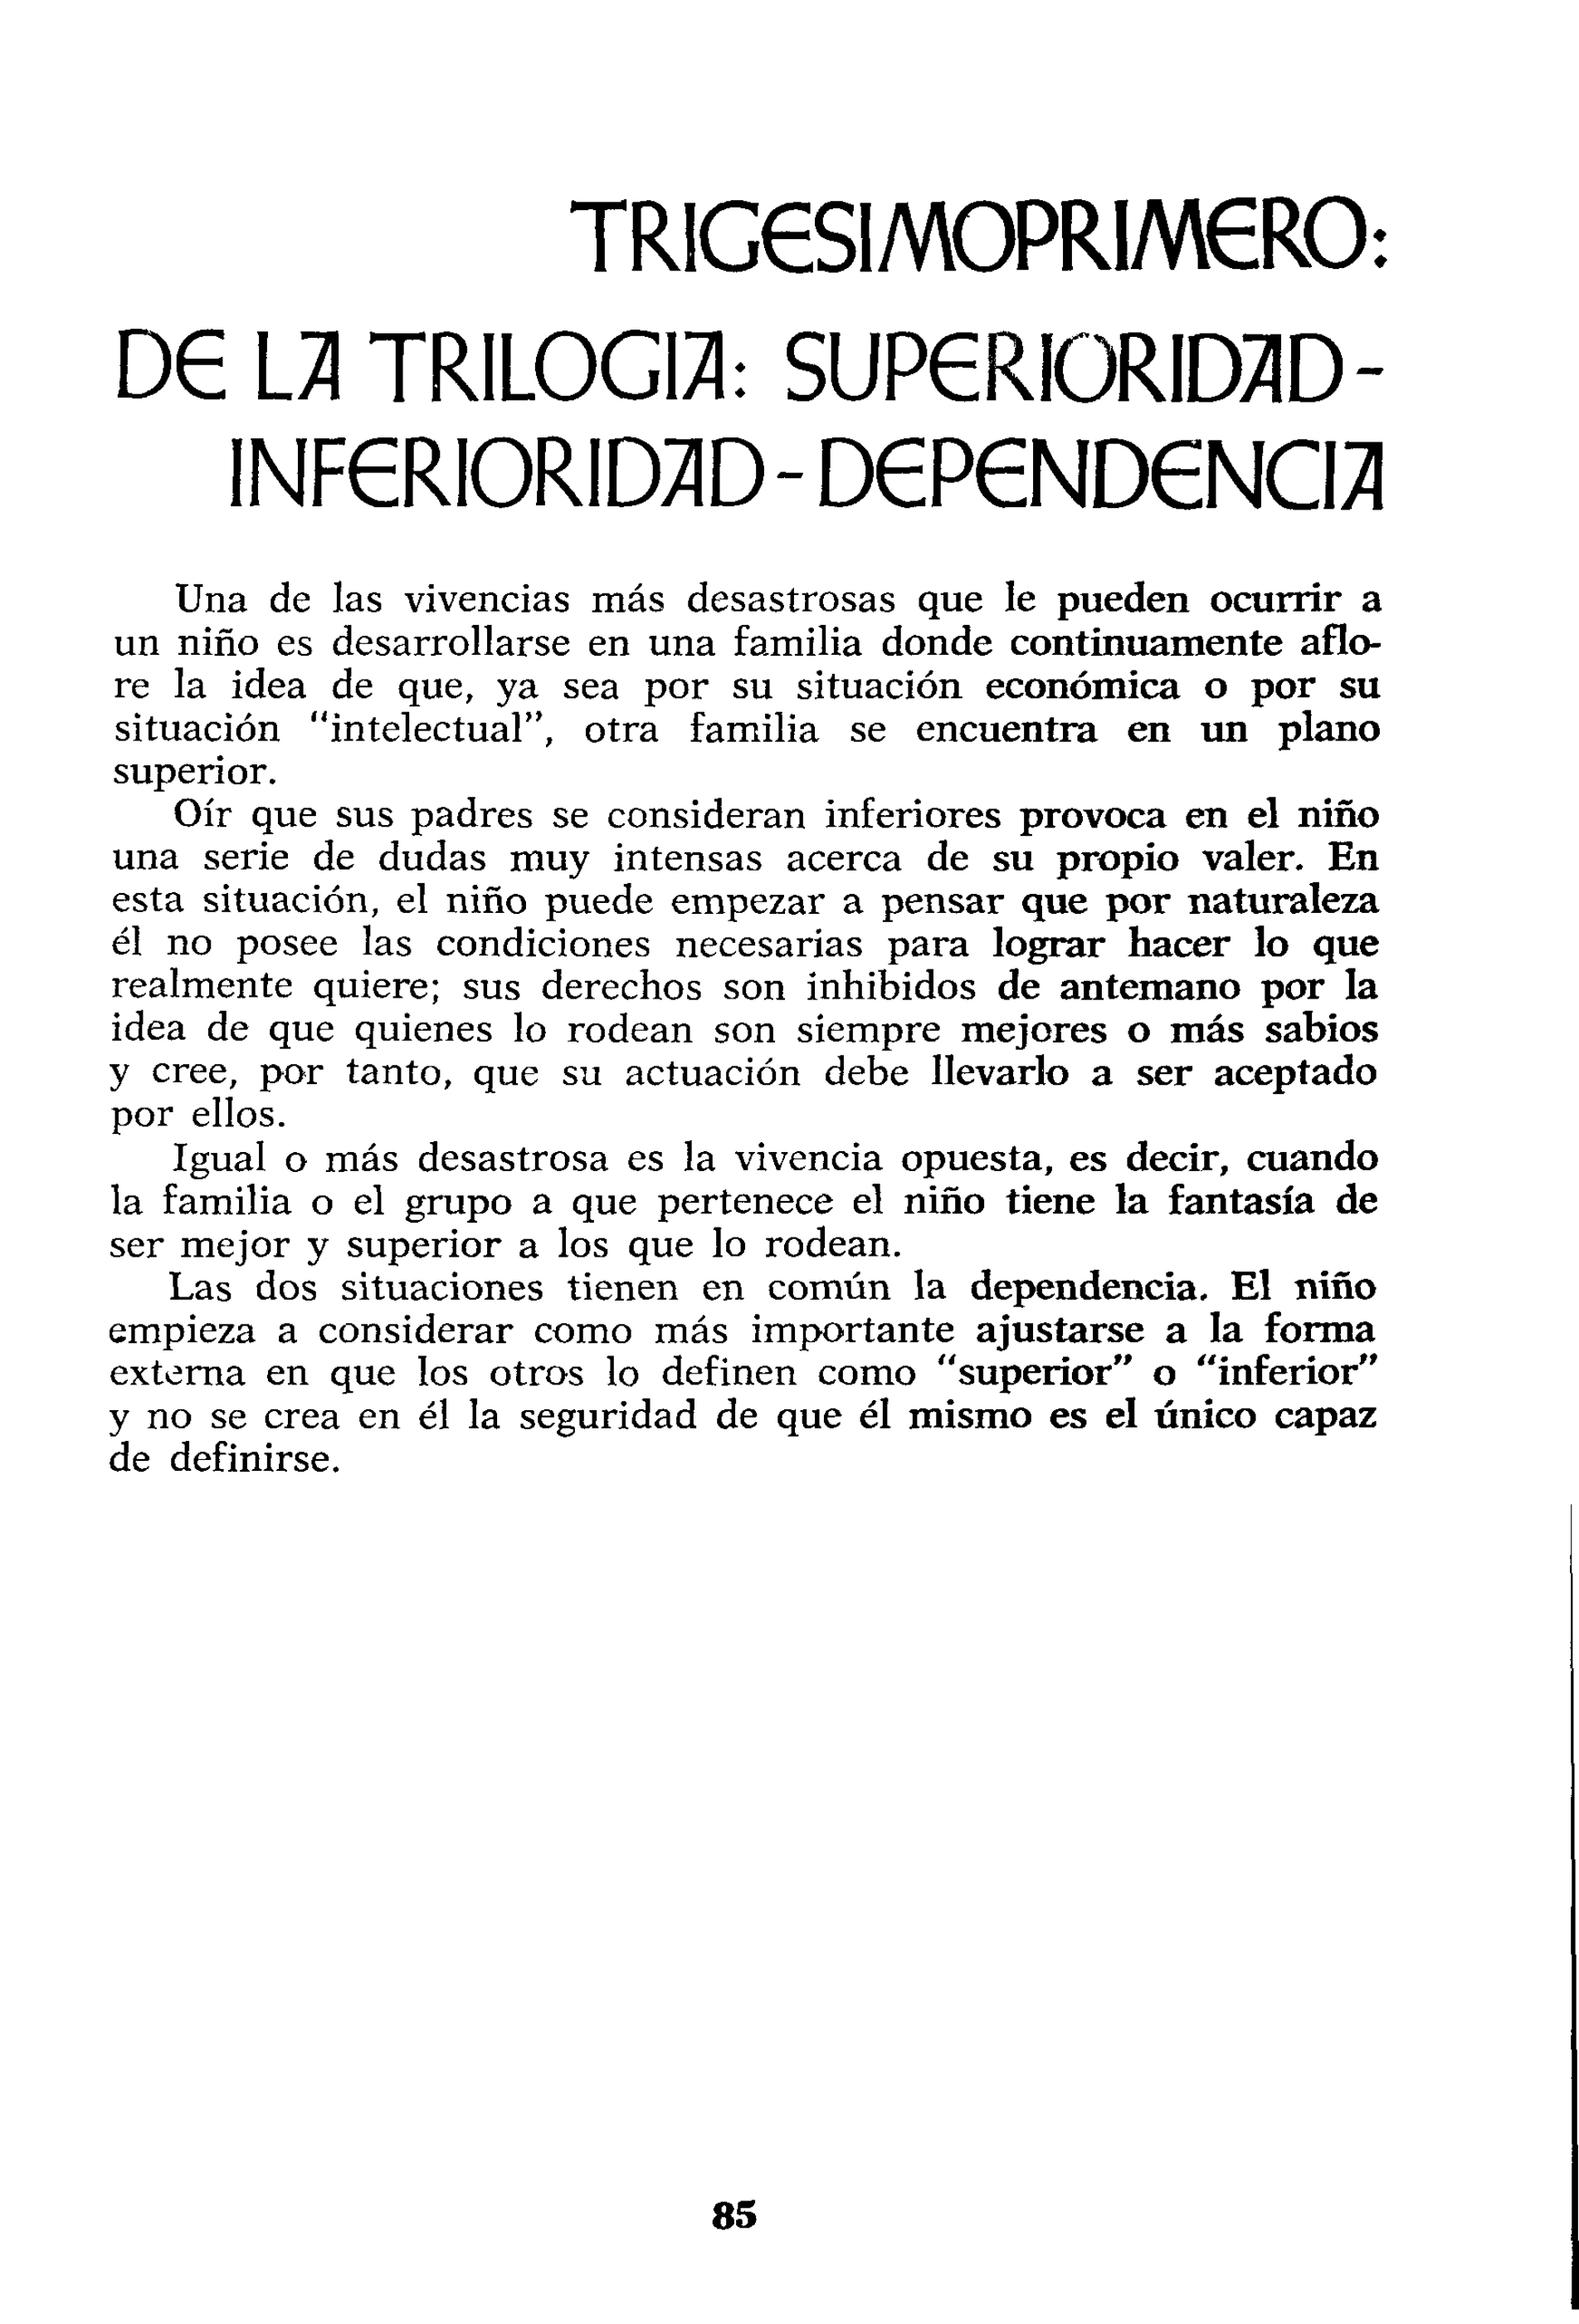 TRIGESIMOPRIMERO:
DE LA TRILOGIA: SUPERIORIDAD-
INFERIORIDAD-DEPENDENCIA
Una de las vivencias más desastrosas que le pueden ocurrir a
un niño es desarrollarse en una familia donde continuamente aflo-
re la idea de que, ya sea por su situación económica o por su
situación "intelectual", otra familia se encuentra en un plano
superior.
Oír que sus padres se consideran inferiores provoca en el niño
una serie de dudas muy intensas acerca de su propio valer. En
esta situación, el niño puede empezar a pensar que por naturaleza
él no posee las condiciones necesarias para lograr hacer lo que
realmente quiere; sus derechos son inhibidos de antemano por la
idea de que quienes lo rodean son siempre mejores o más sabios
y cree, por tanto, que su actuación debe llevarlo a ser aceptado
por ellos.
Igual o más desastrosa es la vivencia opuesta, es decir, cuando
la familia o el grupo a que pertenece el niño tiene la fantasía de
ser mejor y superior a los que lo rodean.
Las dos situaciones tienen en común la dependencia. El niño
empieza a considerar como más importante ajustarse a la forma
externa en que los otros lo definen como "superior" o "inferior"
y no se crea en él la seguridad de que él mismo es el único capaz
de definirse.
85